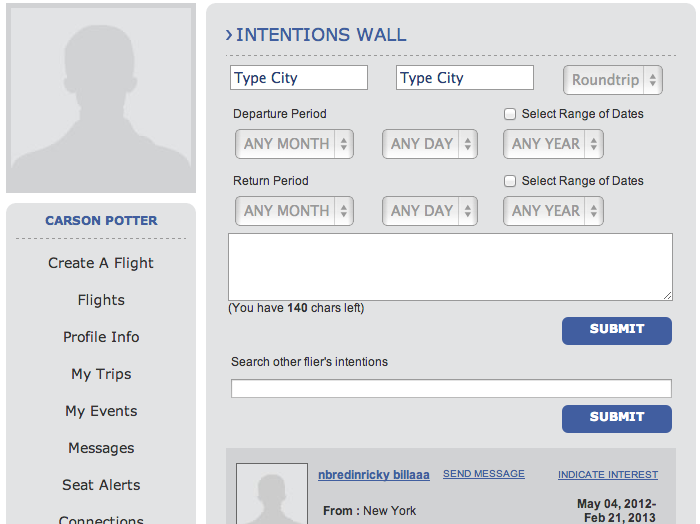 INTENTIONS WALL
Type City Type City Roundtrip
Departure Period Select Range of Dates
ANY MONTH ANY DAY ANY YEAR
Return Period Select Range of Dates
ANY MONTH ANY DAY ANY YEAR
(You have 140 chars left)
SUBMIT
Search other flier's intentions
SUBMIT
nbredinricky billaaa SEND MESSAGE INDICATE INTEREST
From : New York May 04, 2012-
Feb 21, 2013
CARSON POTTER
Create A Flight
Flights
Profile Info
My Trips
My Events
Messages
Seat Alerts
Connections